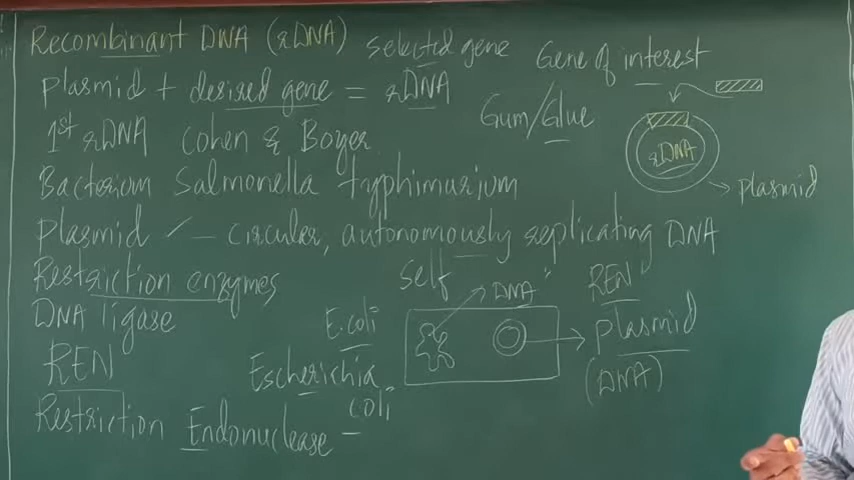 Recombinant DNA (rDNA) selected gene Gene of interest
plasmid + desired gene = rDNA
Gum/Glue
rDNA
plasmid
1st rDNA Cohen & Boyer
Bacterium Salmonella typhimurium
Plasmid – circular, autonomously replicating DNA
Restriction enzymes self DNA REN
DNA ligase E.coli plasmid
REN Escherichia coli (DNA)
Restriction Endonuclease